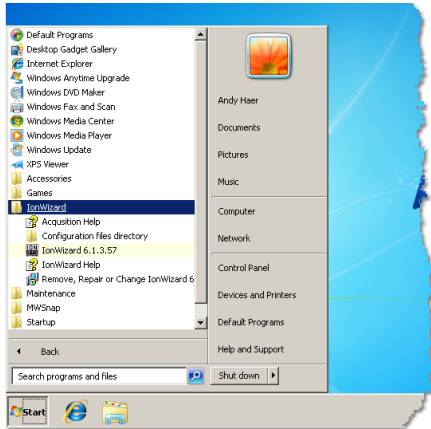 Default Programs
Desktop Gadget Gallery
Internet Explorer
Windows Anytime Upgrade
Windows DVD Maker
Windows Fax and Scan
Windows Media Center
Windows Media Player
Windows Update
XPS Viewer
Accessories
Games
IonWizard
Acqusition Help
Configuration files directory
IonWizard 6.1.3.57
IonWizard Help
Remove, Repair or Change IonWizard 6
Maintenance
MWSnap
Startup
Back
Search programs and files
Andy Haer
Documents
Pictures
Music
Computer
Network
Control Panel
Devices and Printers
Default Programs
Help and Support
Shut down
Start